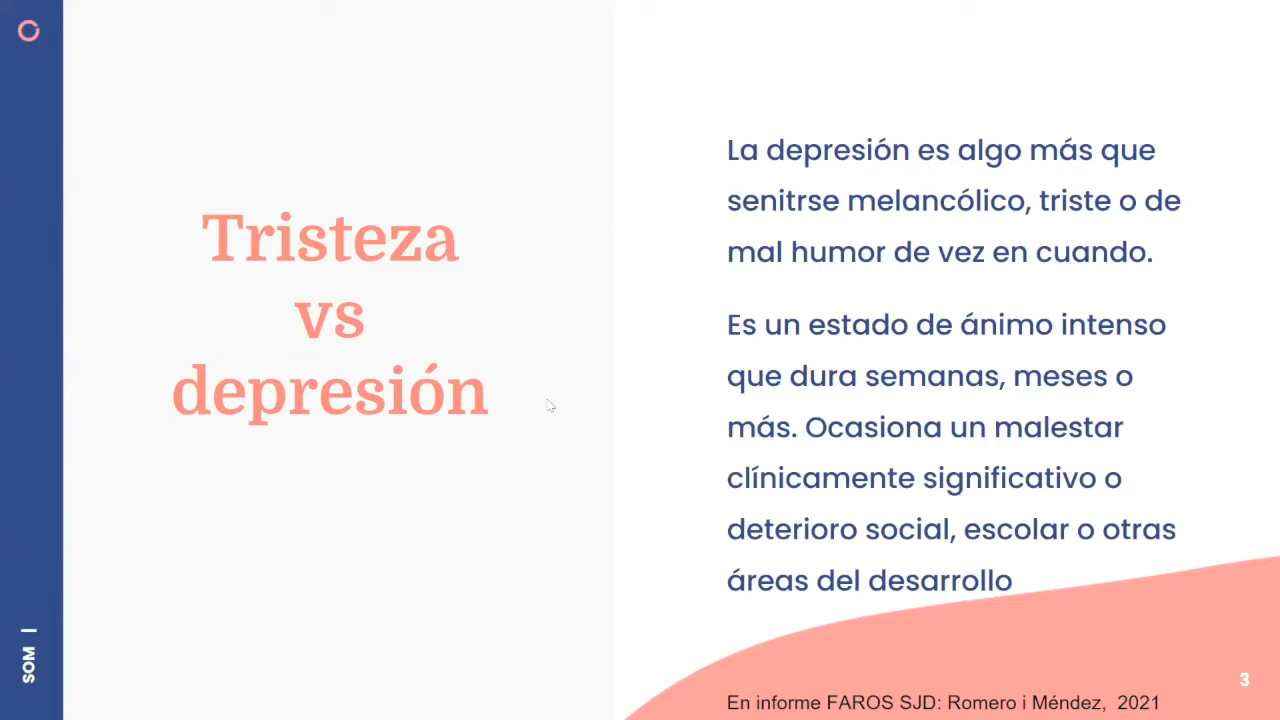 Tristeza
vs
depresión
La depresión es algo más que
senitrse melancólico, triste o de
mal humor de vez en cuando.
Es un estado de ánimo intenso
que dura semanas, meses o
más. Ocasiona un malestar
clínicamente significativo o
deterioro social, escolar o otras
áreas del desarrollo
En informe FAROS SJD: Romero i Méndez, 2021
3
SOM |